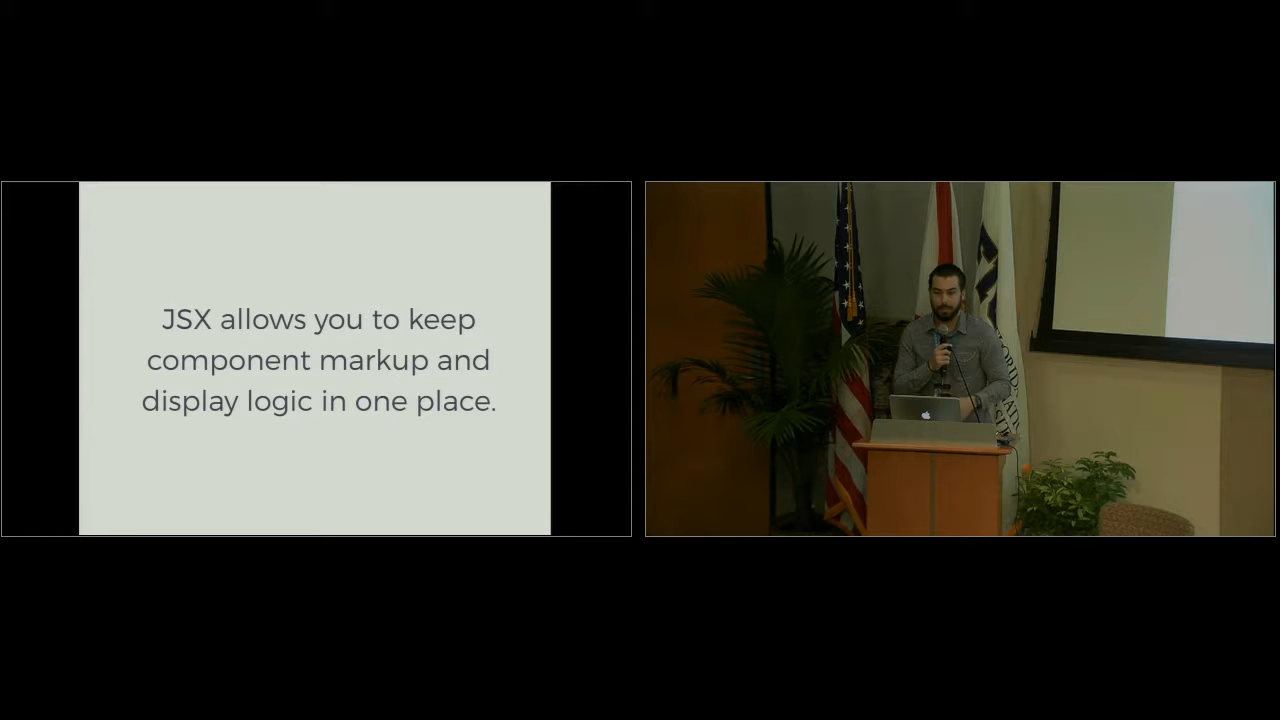 JSX allows you to keep
component markup and
display logic in one place.